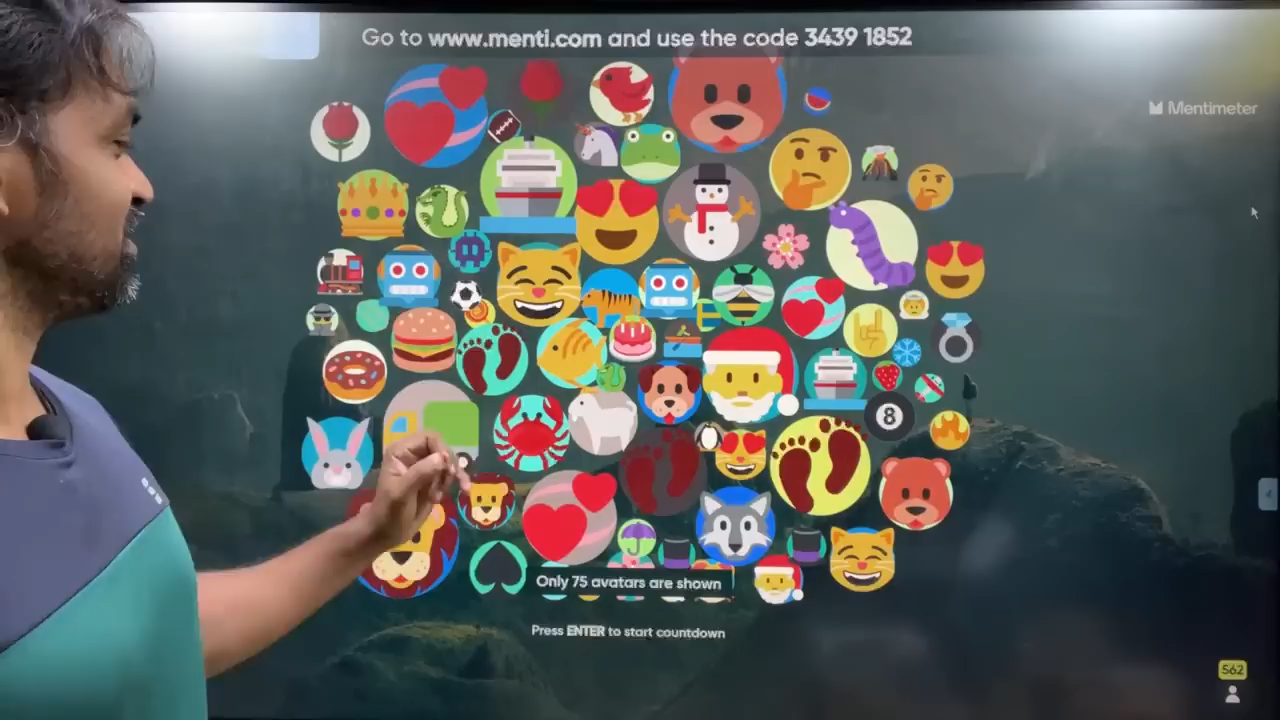 Go to www.menti.com and use the code 3439 1852
Mentimeter
8
Only 75 avatars are shown
Press ENTER to start countdown
562